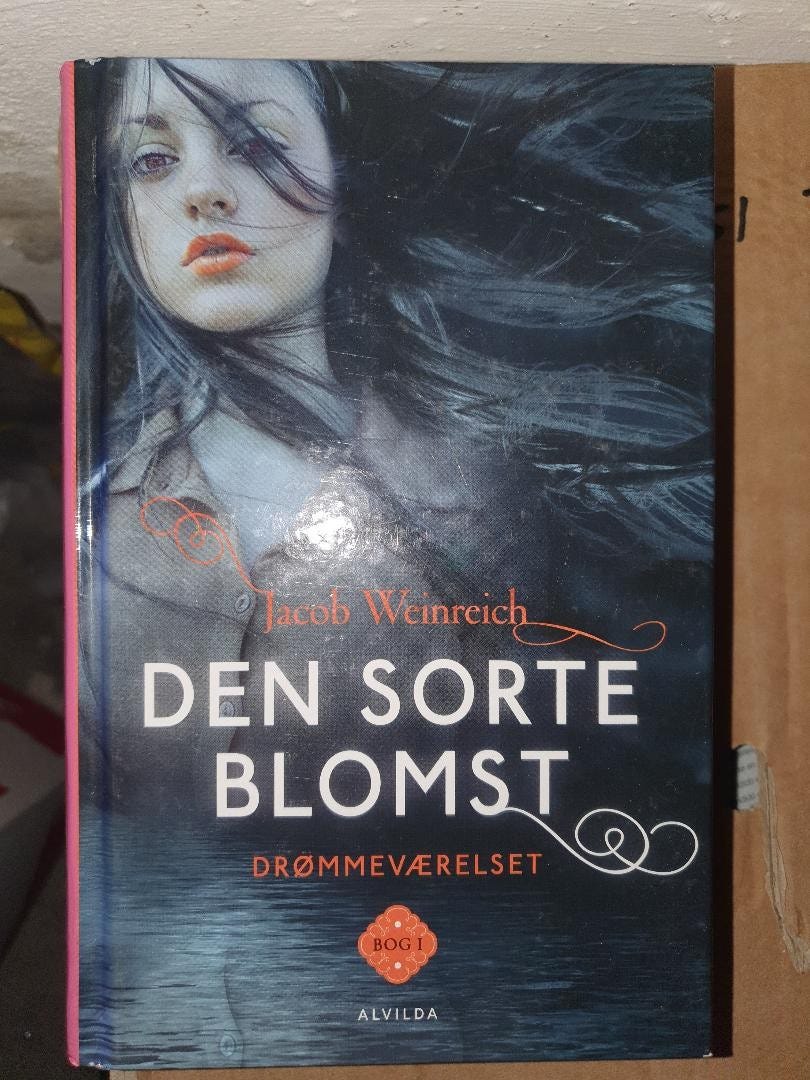 Jacob Weinreich
DEN SORTE
BLOMST
DRØMMEVÆRELSET
BOG I
ALVILDA